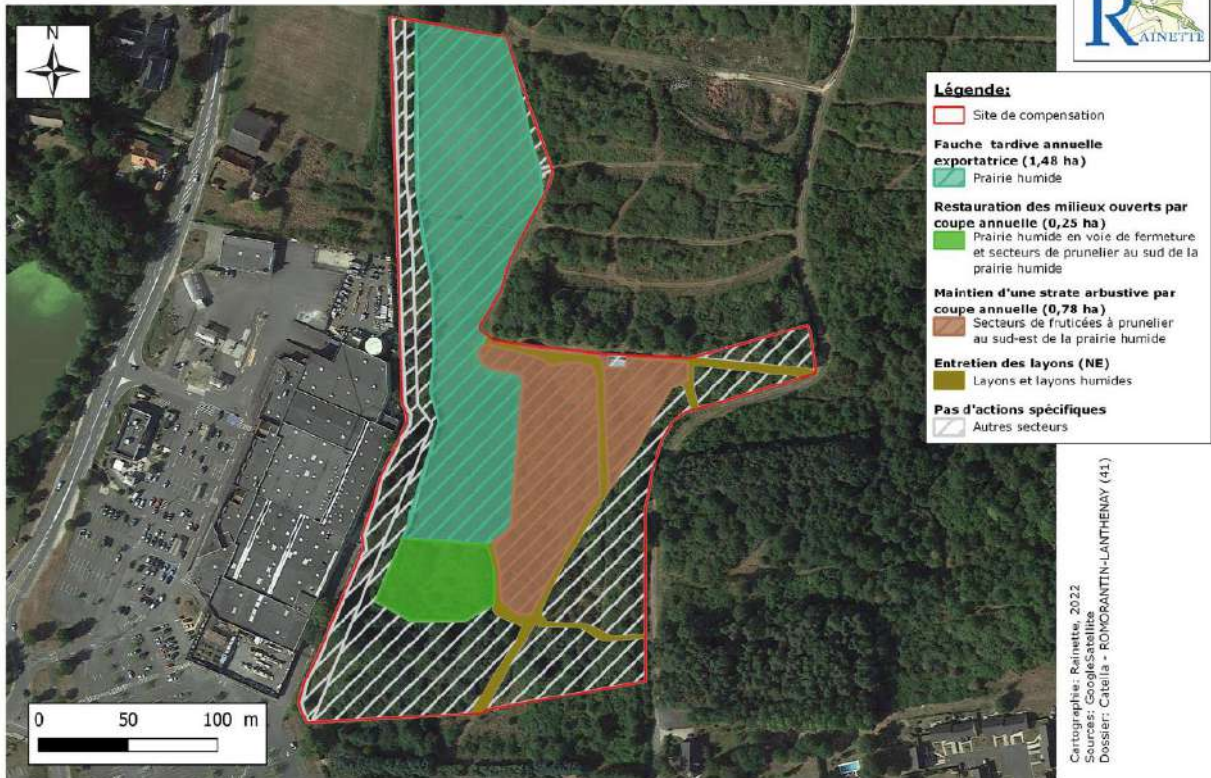 N
RAINETTE
Légende:
Site de compensation
Fauche tardive annuelle
exportatrice (1,48 ha)
Prairie humide
Restauration des milieux ouverts par
coupe annuelle (0,25 ha)
Prairie humide en voie de fermeture
et secteurs de prunelier au sud de la
prairie humide
Maintien d'une strate arbustive par
coupe annuelle (0,78 ha)
Secteurs de fruticées à prunelier
au sud-est de la prairie humide
Entretien des layons (NE)
Layons et layons humides
Pas d'actions spécifiques
Autres secteurs
0 50 100 m
Cartographie: Rainette, 2022
Sources: GoogleSatellite
Dossier: Catella - ROMORANTIN-LANTHENAY (41)